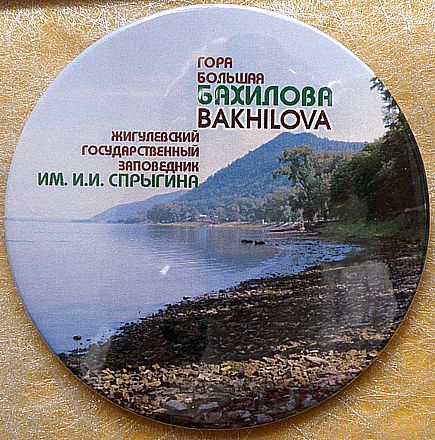 ГОРА
БОЛЬШАЯ
БАХИЛОВА
BAKHILOVA
ЖИГУЛЕВСКИЙ
ГОСУДАРСТВЕННЫЙ
ЗАПОВЕДНИК
ИМ. И.И. СПРЫГИНА